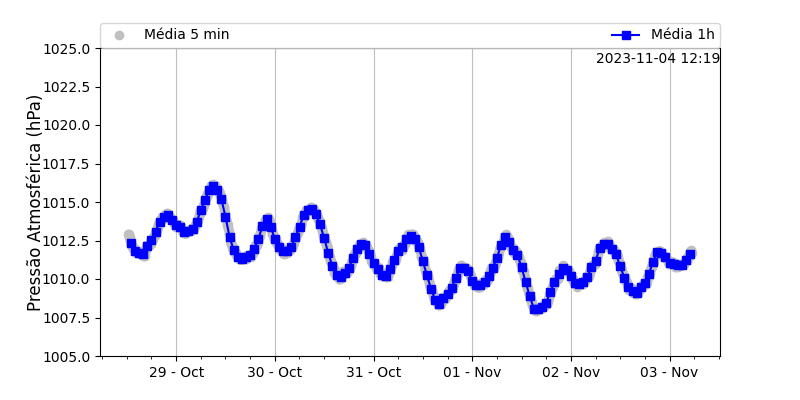 Média 5 min
Média 1h
2023-11-04 12:19
Pressão Atmosférica (hPa)
1025.0
1022.5
1020.0
1017.5
1015.0
1012.5
1010.0
1007.5
1005.0
29 - Oct
30 - Oct
31 - Oct
01 - Nov
02 - Nov
03 - Nov